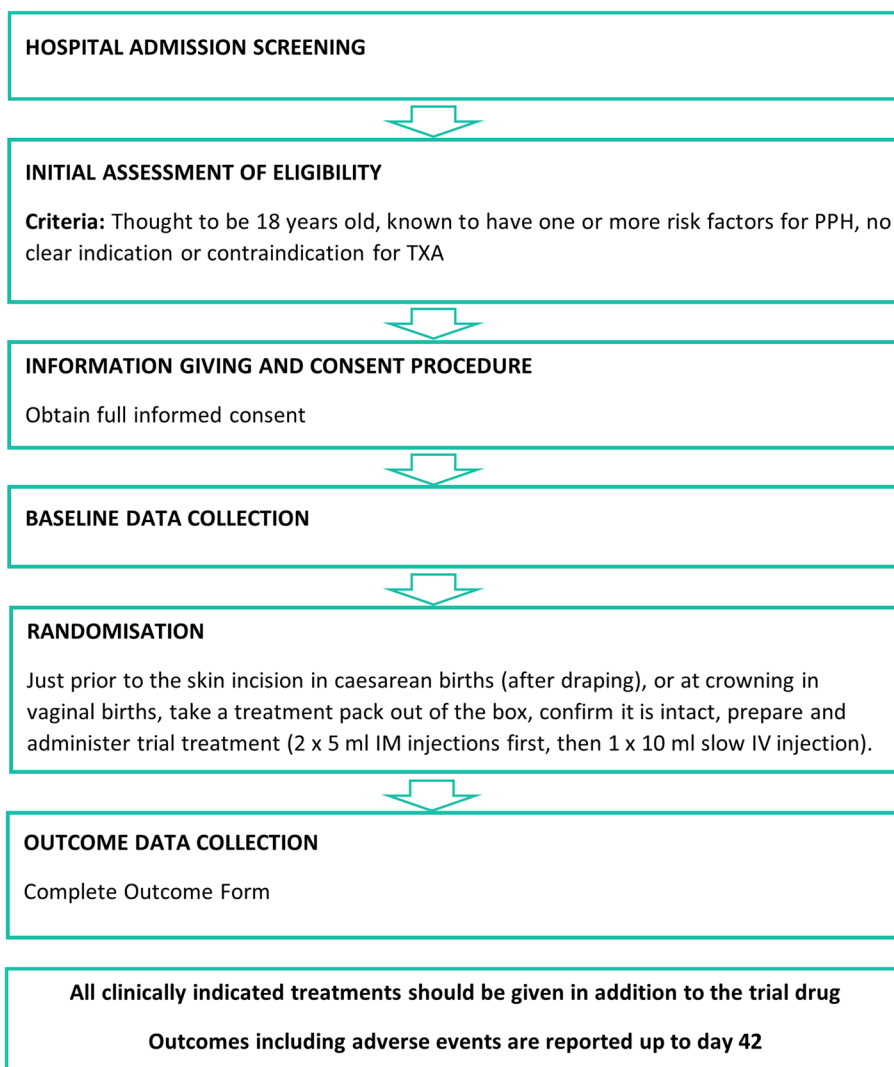 HOSPITAL ADMISSION SCREENING
INITIAL ASSESSMENT OF ELIGIBILITY
Criteria: Thought to be 18 years old, known to have one or more risk factors for PPH, no
clear indication or contraindication for TXA
INFORMATION GIVING AND CONSENT PROCEDURE
Obtain full informed consent
BASELINE DATA COLLECTION
RANDOMISATION
Just prior to the skin incision in caesarean births (after draping), or at crowning in
vaginal births, take a treatment pack out of the box, confirm it is intact, prepare and
administer trial treatment (2 x 5 ml IM injections first, then 1 x 10 ml slow IV injection).
OUTCOME DATA COLLECTION
Complete Outcome Form
All clinically indicated treatments should be given in addition to the trial drug
Outcomes including adverse events are reported up to day 42